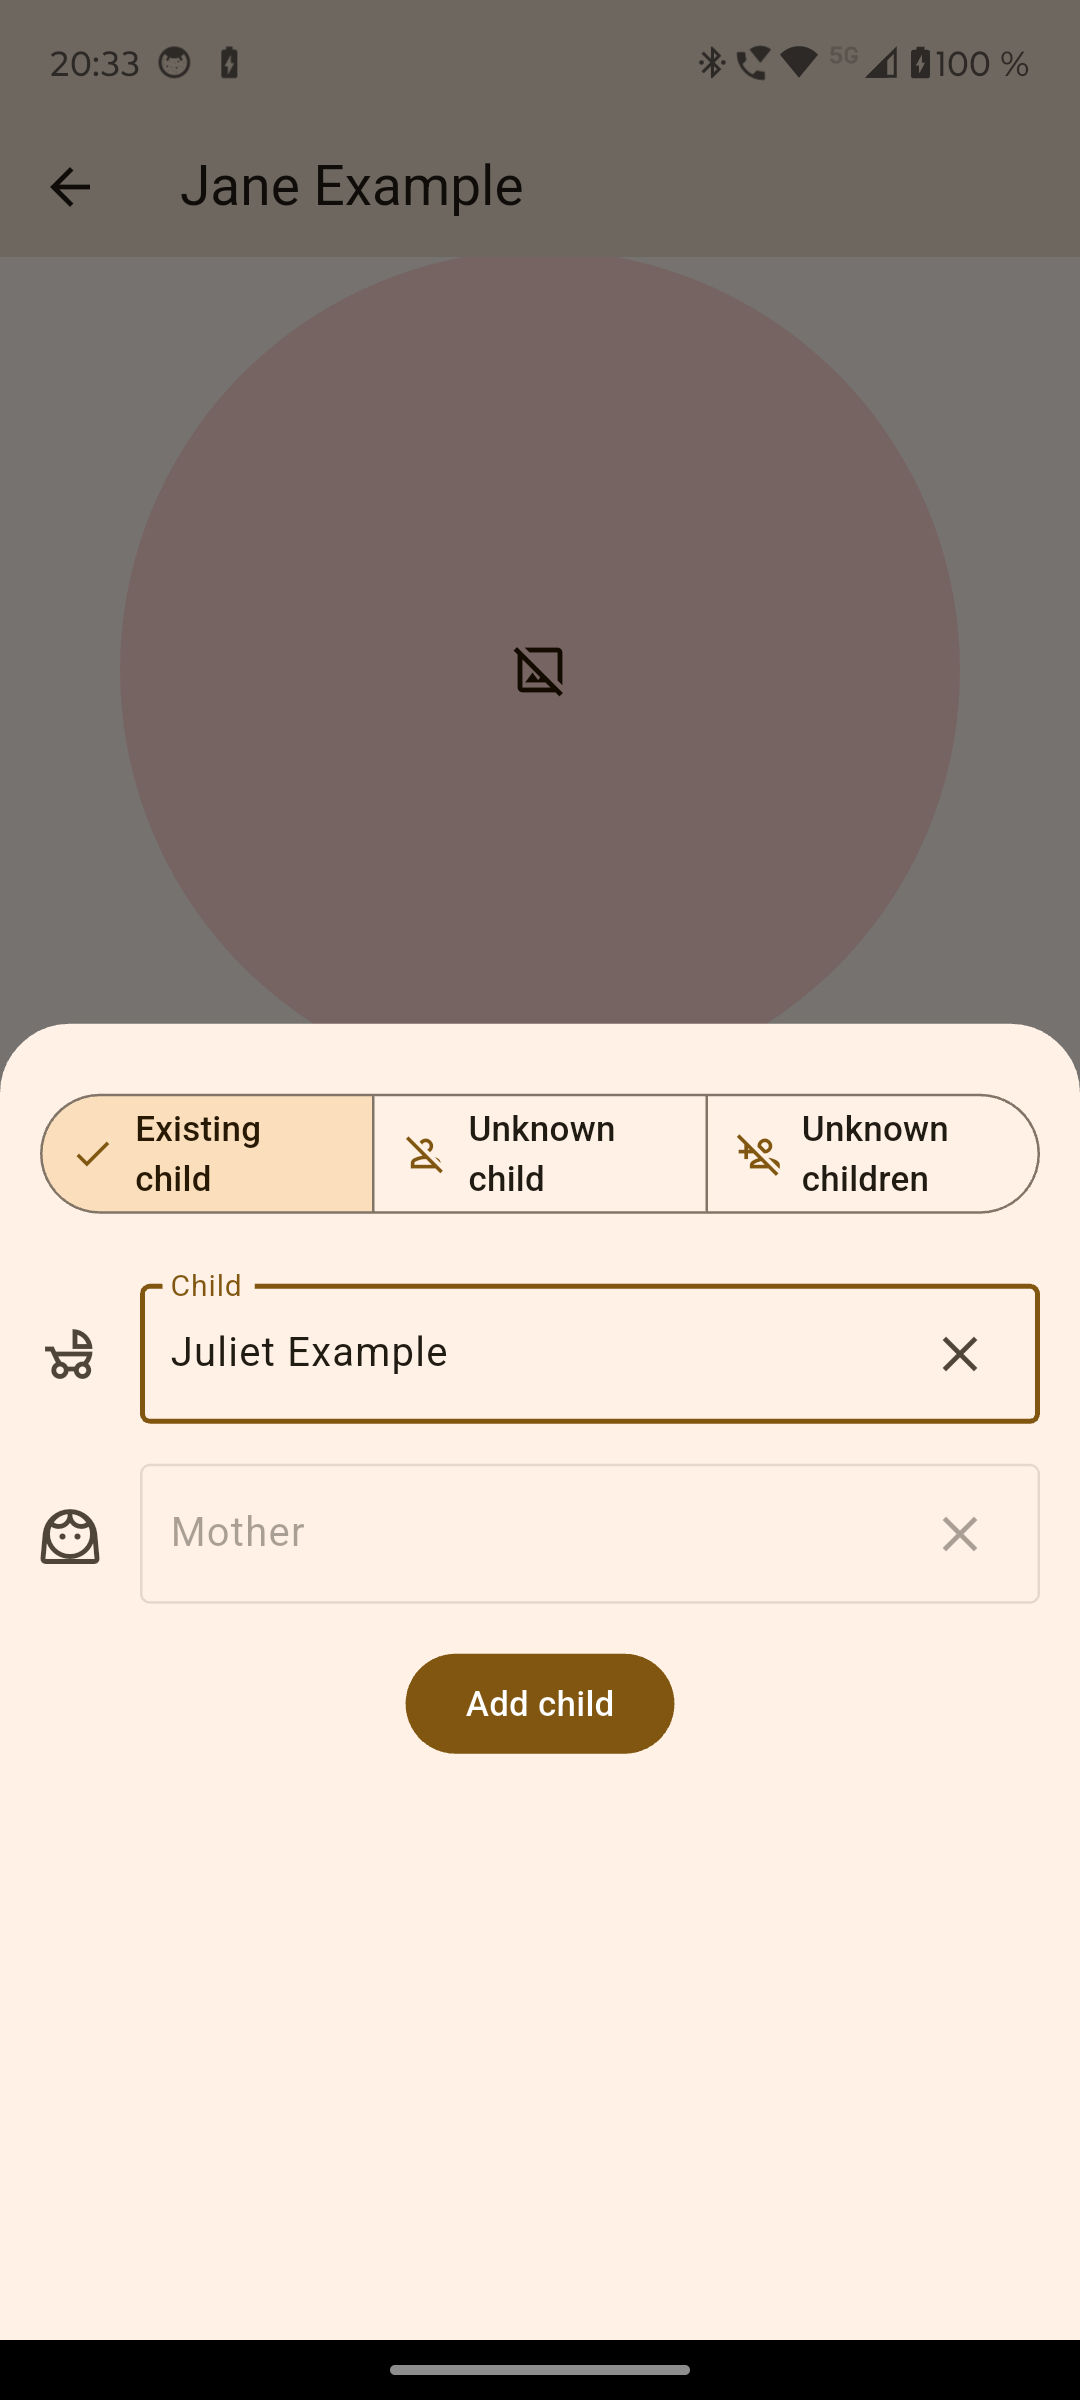 20:33 5G 100 %
Jane Example
Existing child
Unknown child
Unknown children
Child
Juliet Example
Mother
Add child